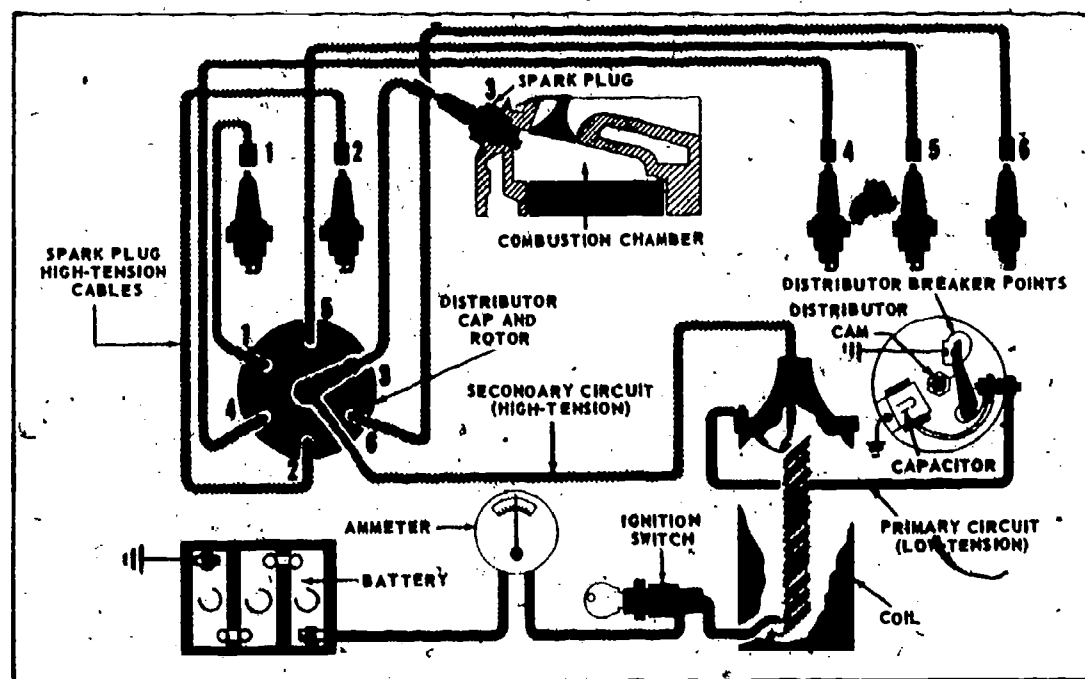 3
SPARK PLUG
1
2
4
5
6
COMBUSTION CHAMBER
SPARK PLUG
HIGH-TENSION
CABLES
DISTRIBUTOR
CAP AND
ROTOR
DISTRIBUTOR BREAKER POINTS
DISTRIBUTOR
CAM
5
1
3
4
6
2
SECONDARY CIRCUIT
(HIGH-TENSION)
CAPACITOR
AMMETER
IGNITION
SWITCH
PRIMARY CIRCUIT
(LOW-TENSION)
BATTERY
COIL